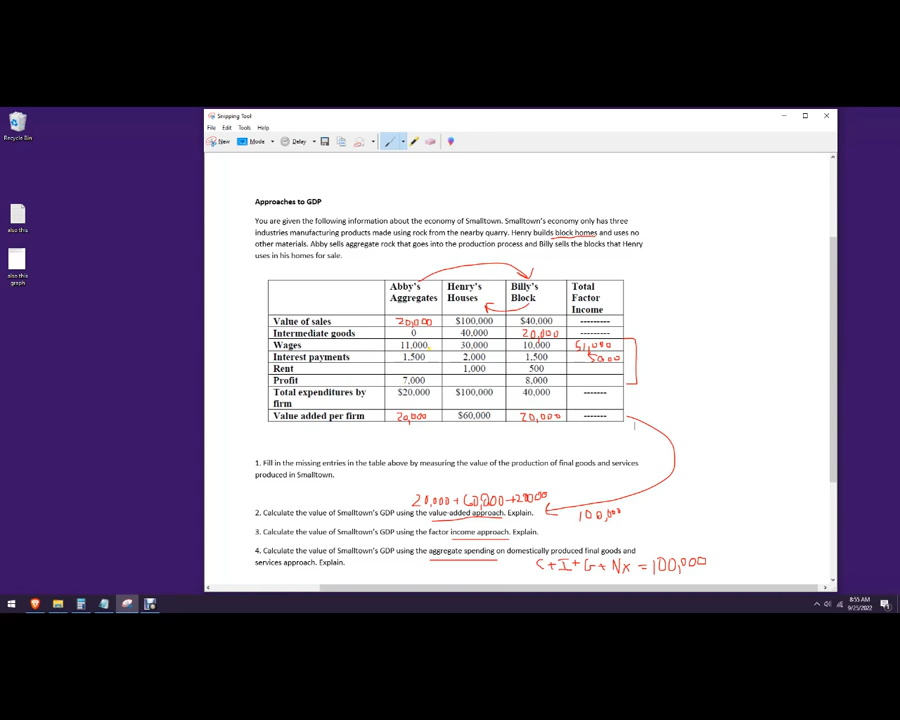 Recycle Bin
also this
also this
graph
Snipping Tool
File Edit Tools Help
New Mode Delay
Approaches to GDP
You are given the following information about the economy of Smalltown. Smalltown's economy only has three
industries manufacturing products made using rock from the nearby quarry. Henry builds block homes and uses no
other materials. Abby sells aggregate rock that goes into the production process and Billy sells the blocks that Henry
uses in his homes for sale.
Abby's Aggregates Henry's Houses Billy's Block Total Factor Income
Value of sales 20,000 $100,000 $40,000 ---------
Intermediate goods 0 40,000 20,000 ---------
Wages 11,000 30,000 10,000 51,000
Interest payments 1,500 2,000 1,500 5000
Rent 1,000 500
Profit 7,000 8,000
Total expenditures by firm $20,000 $100,000 40,000 -------
Value added per firm 20,000 $60,000 20,000 -------
1. Fill in the missing entries in the table above by measuring the value of the production of final goods and services
produced in Smalltown.
20,000 + 60,000 + 20000
2. Calculate the value of Smalltown's GDP using the value-added approach. Explain.
100,000
3. Calculate the value of Smalltown's GDP using the factor income approach. Explain.
4. Calculate the value of Smalltown's GDP using the aggregate spending on domestically produced final goods and
services approach. Explain.
C+I+G+NX = 100,000
8:55 AM
9/25/2022